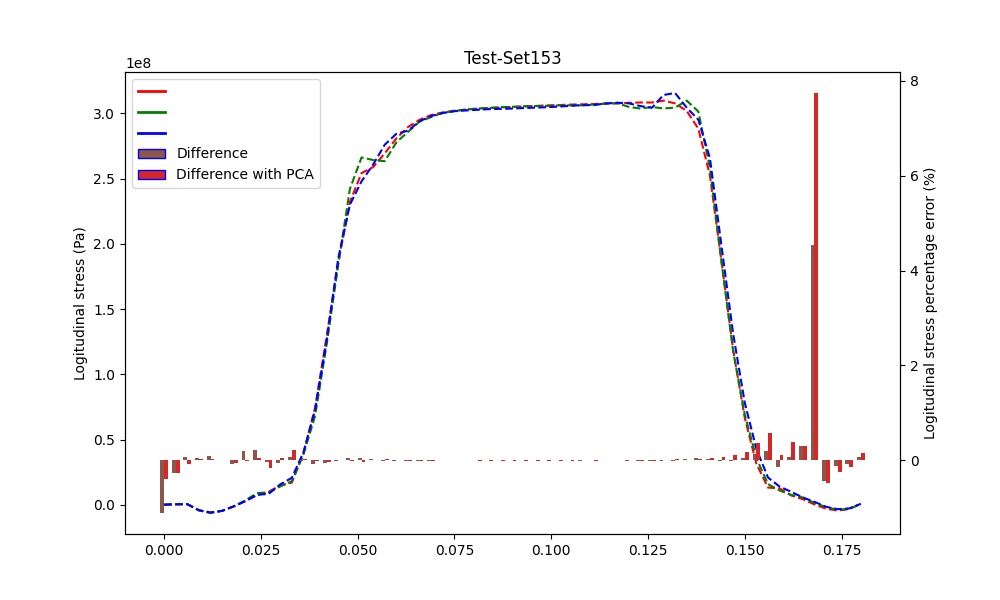 Test-Set153
1e8
Difference
Difference with PCA
3.0
2.5
2.0
1.5
1.0
0.5
0.0
Logitudinal stress (Pa)
8
6
4
2
0
Logitudinal stress percentage error (%)
0.000 0.025 0.050 0.075 0.100 0.125 0.150 0.175